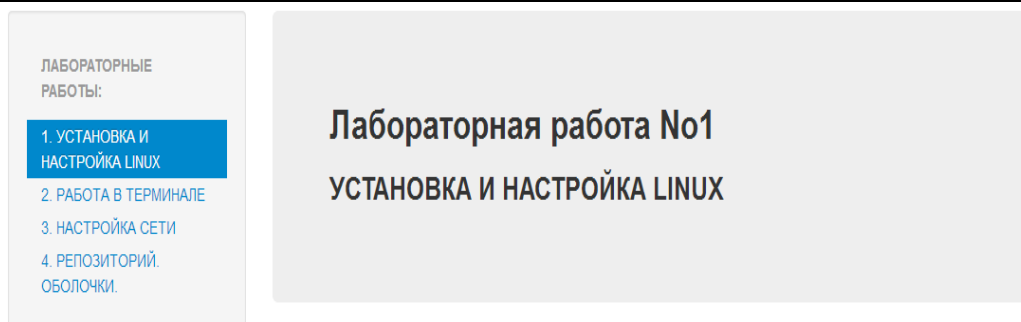 ЛАБОРАТОРНЫЕ
РАБОТЫ:
1. УСТАНОВКА И
НАСТРОЙКА LINUX
2. РАБОТА В ТЕРМИНАЛЕ
3. НАСТРОЙКА СЕТИ
4. РЕПОЗИТОРИЙ.
ОБОЛОЧКИ.
Лабораторная работа No1
УСТАНОВКА И НАСТРОЙКА LINUX